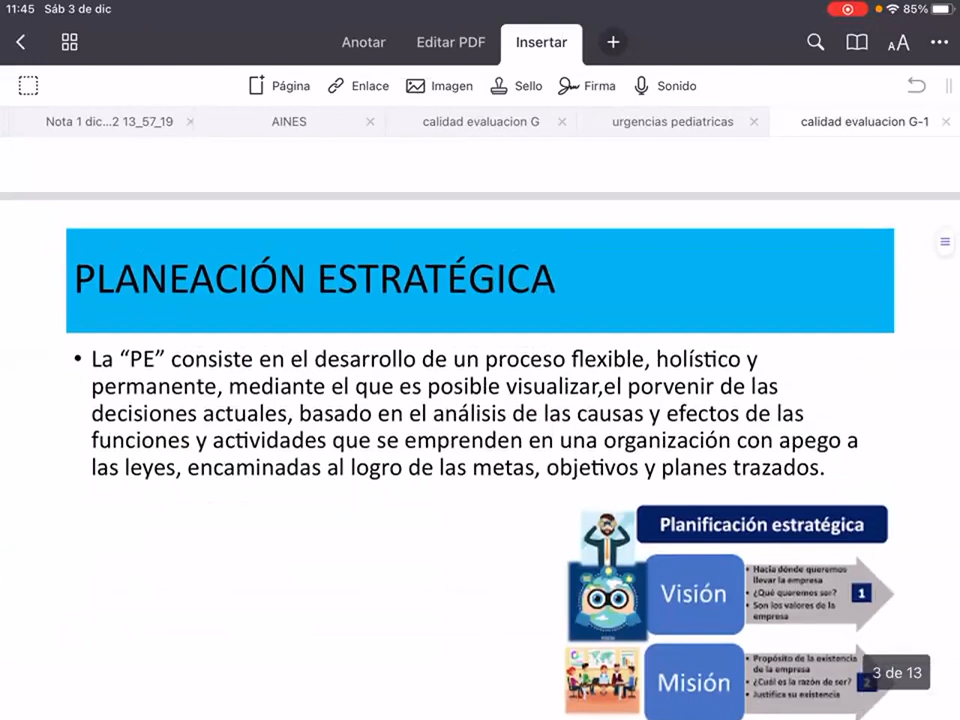 11:45 Sáb 3 de dic 85%
Anotar Editar PDF Insertar +
Página Enlace Imagen Sello Firma Sonido
Nota 1 dic...2 13_57_19 AINES calidad evaluacion G urgencias pediatricas calidad evaluacion G-1
PLANEACIÓN ESTRATÉGICA
• La “PE” consiste en el desarrollo de un proceso flexible, holístico y
permanente, mediante el que es posible visualizar,el porvenir de las
decisiones actuales, basado en el análisis de las causas y efectos de las
funciones y actividades que se emprenden en una organización con apego a
las leyes, encaminadas al logro de las metas, objetivos y planes trazados.
Planificación estratégica
Visión
• Hacia dónde queremos
llevar la empresa
• ¿Qué queremos ser?
• Son los valores de la
empresa
1
Misión
• Propósito de la existencia
de la empresa
• ¿Cuál es la razón de ser?
• Justifica su existencia
2
3 de 13